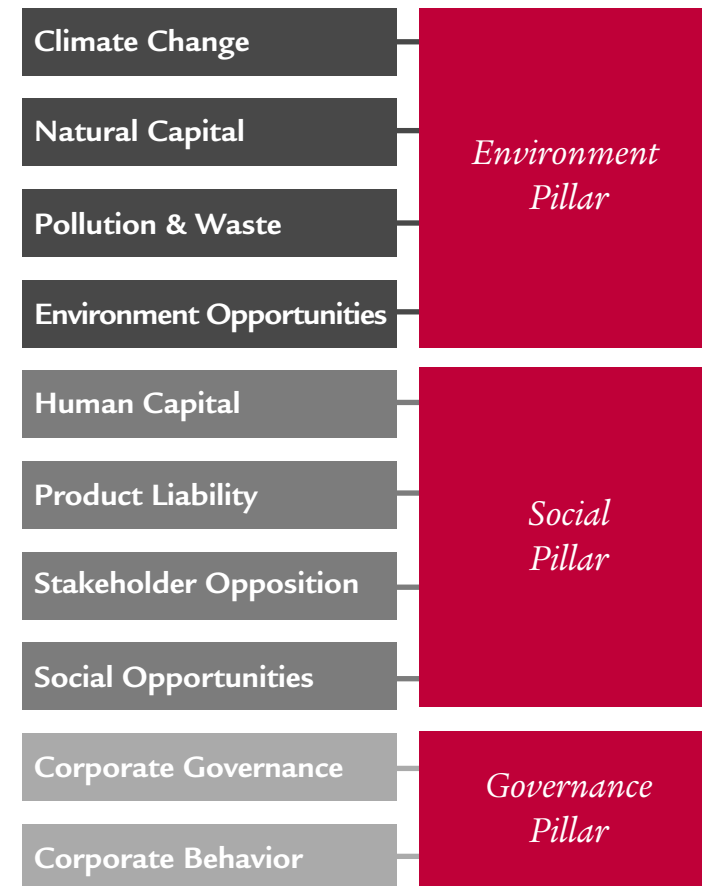 Climate Change
Natural Capital
Pollution & Waste
Environment Opportunities
Environment
Pillar
Human Capital
Product Liability
Stakeholder Opposition
Social Opportunities
Social
Pillar
Corporate Governance
Corporate Behavior
Governance
Pillar